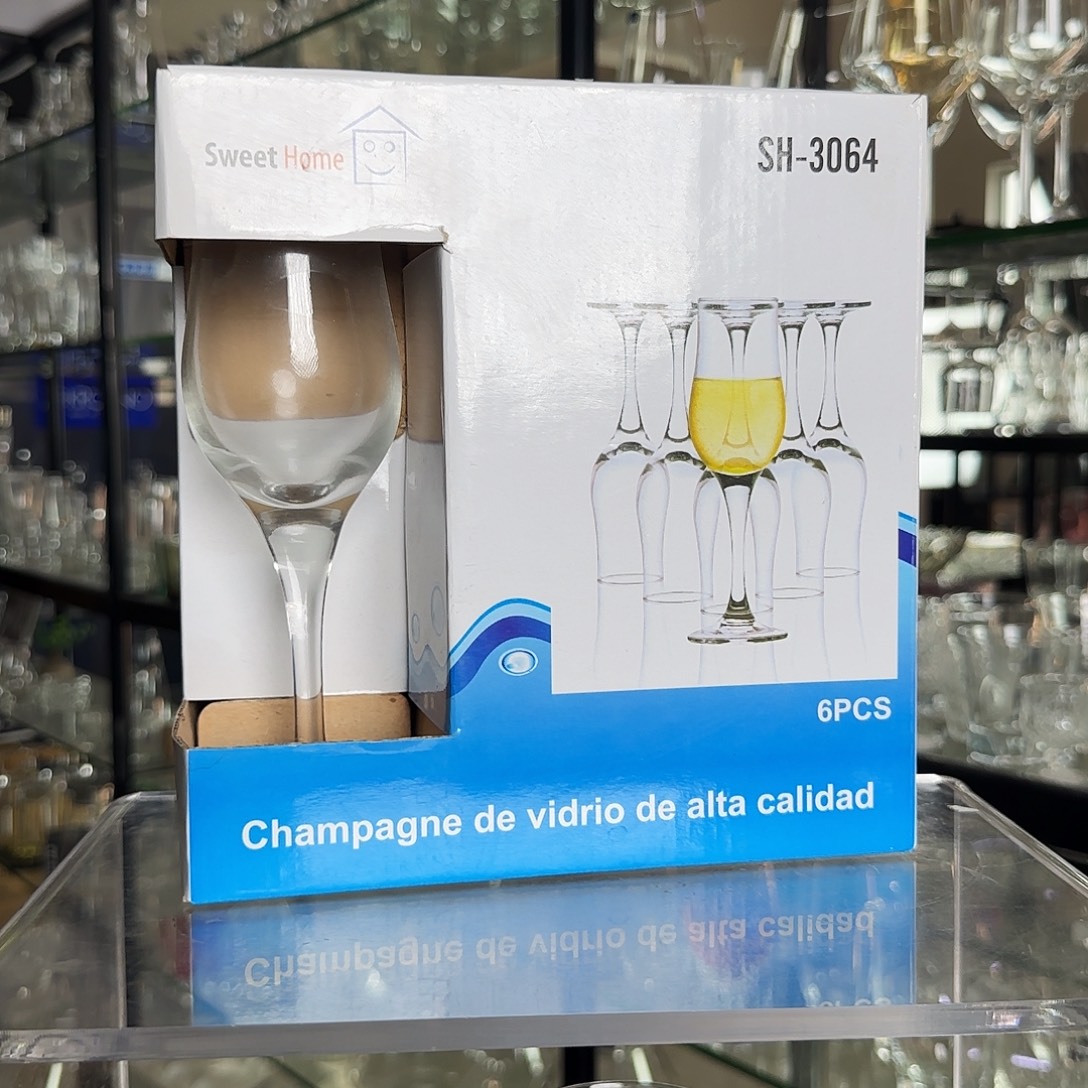 Sweet Home
SH-3064
6PCS
Champagne de vidrio de alta calidad